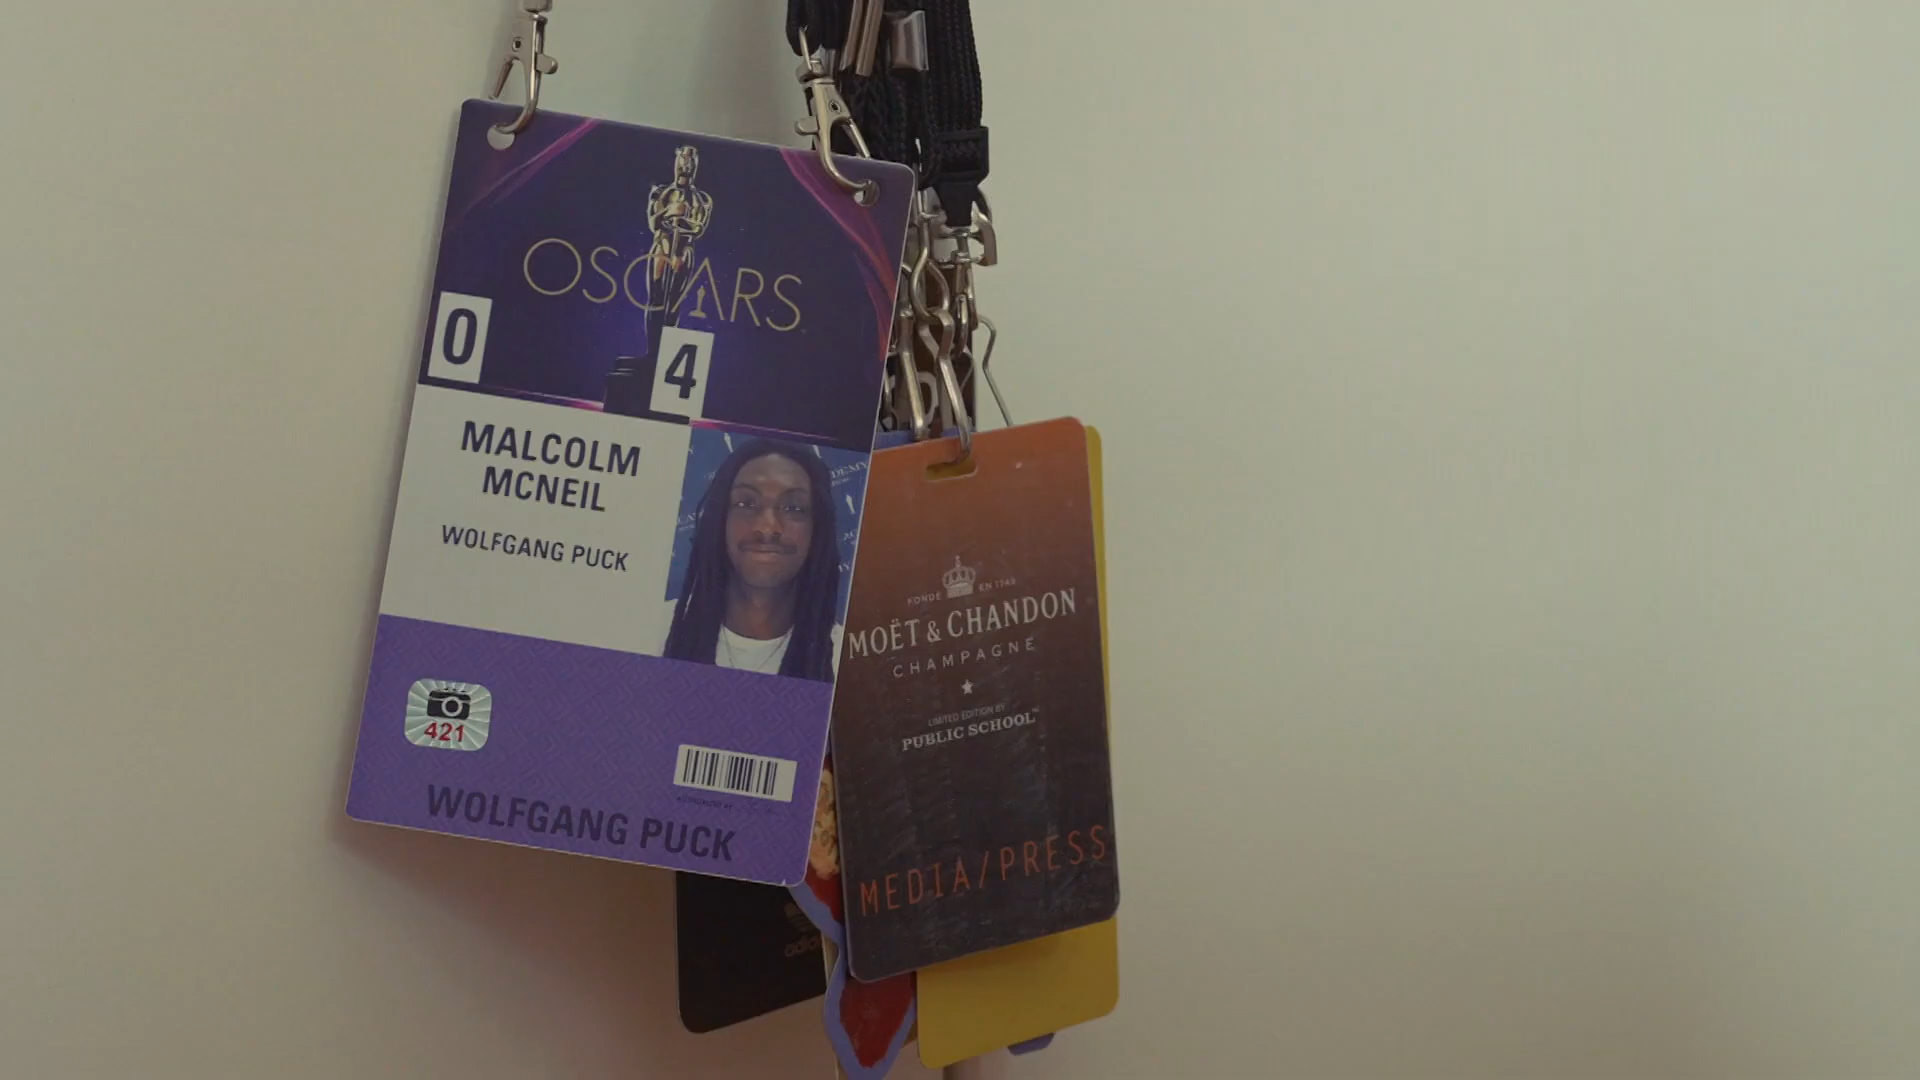 OSCARS
0
4
MALCOLM
MCNEIL
WOLFGANG PUCK
421
WOLFGANG PUCK
FONDÉ EN 1743
MOËT & CHANDON
CHAMPAGNE
LIMITED EDITION BY
PUBLIC SCHOOL
MEDIA/PRESS